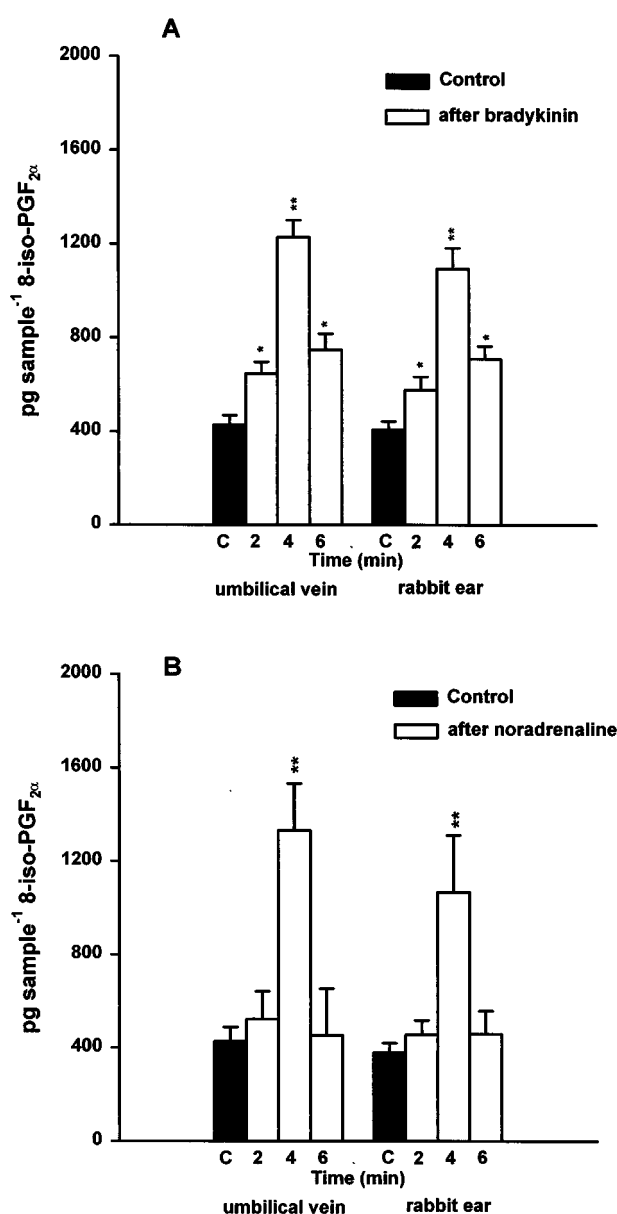 A
2000
1600
1200
800
400
0
pg sample⁻¹ 8-iso-PGF₂α
Control
after bradykinin
** ** * * * *
C 2 4 6 C 2 4 6
Time (min)
umbilical vein rabbit ear
B
2000
1600
1200
800
400
0
pg sample⁻¹ 8-iso-PGF₂α
Control
after noradrenaline
** **
C 2 4 6 C 2 4 6
Time (min)
umbilical vein rabbit ear